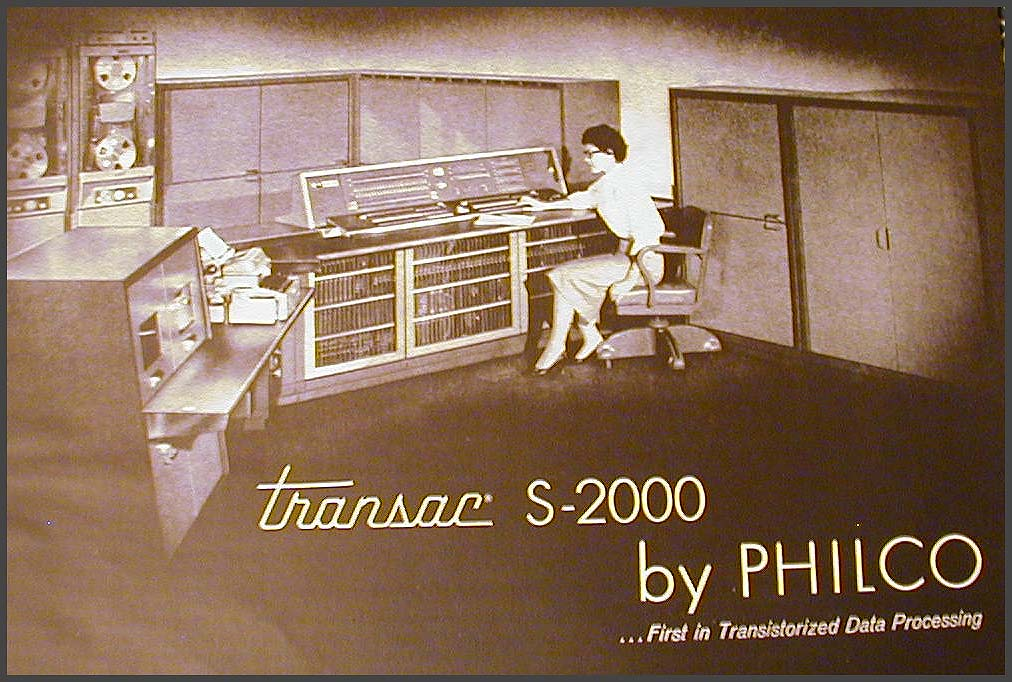 transac® S-2000
by PHILCO
...First in Transistorized Data Processing